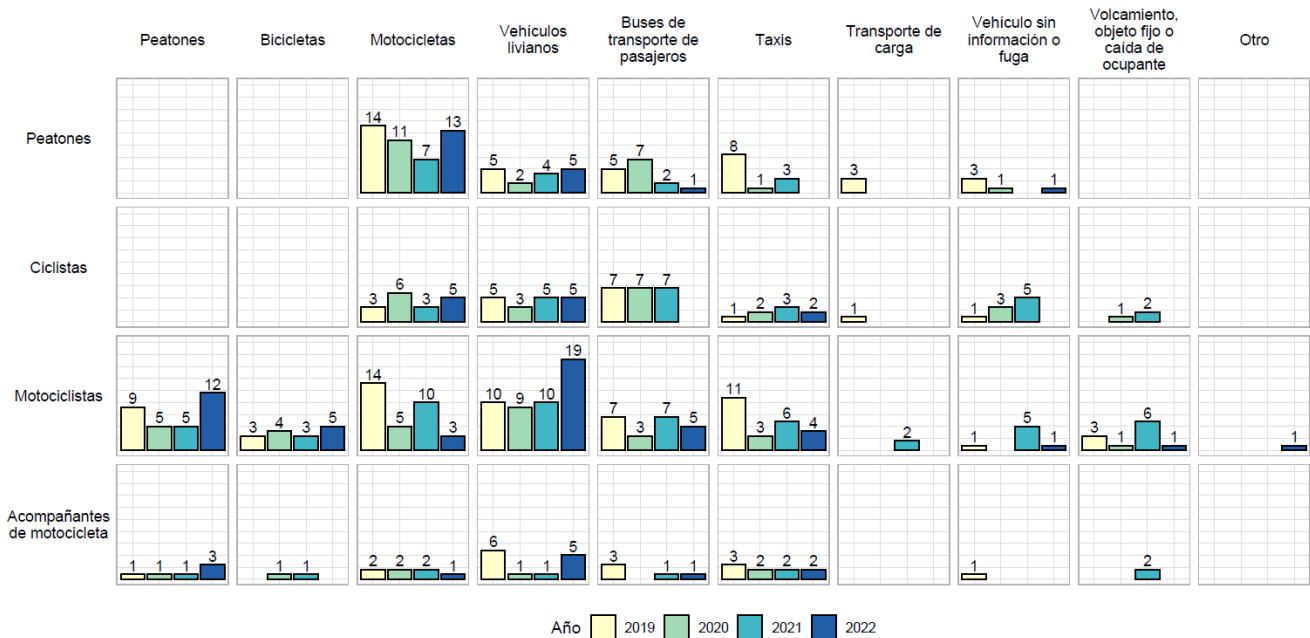 Peatones Bicicletas Motocicletas Vehículos livianos Buses de transporte de pasajeros Taxis Transporte de carga Vehículo sin información o fuga Volcamiento, objeto fijo o caída de ocupante Otro
Peatones
14 11 7 13
5 2 4 5
5 7 2 1
8 1 3
3
3 1 1
Ciclistas
3 6 3 5
5 3 5 5
7 7 7
1 2 3 2
1
1 3 5
1 2
Motociclistas
9 5 5 12
3 4 3 5
14 5 10 3
10 9 10 19
7 3 7 5
11 3 6 4
2
1 5 1
3 1 6 1
1
Acompañantes
de motocicleta
1 1 1 3
1 1
2 2 2 1
6 1 1 5
3 1 1
3 2 2 2
1
2
Año 2019 2020 2021 2022